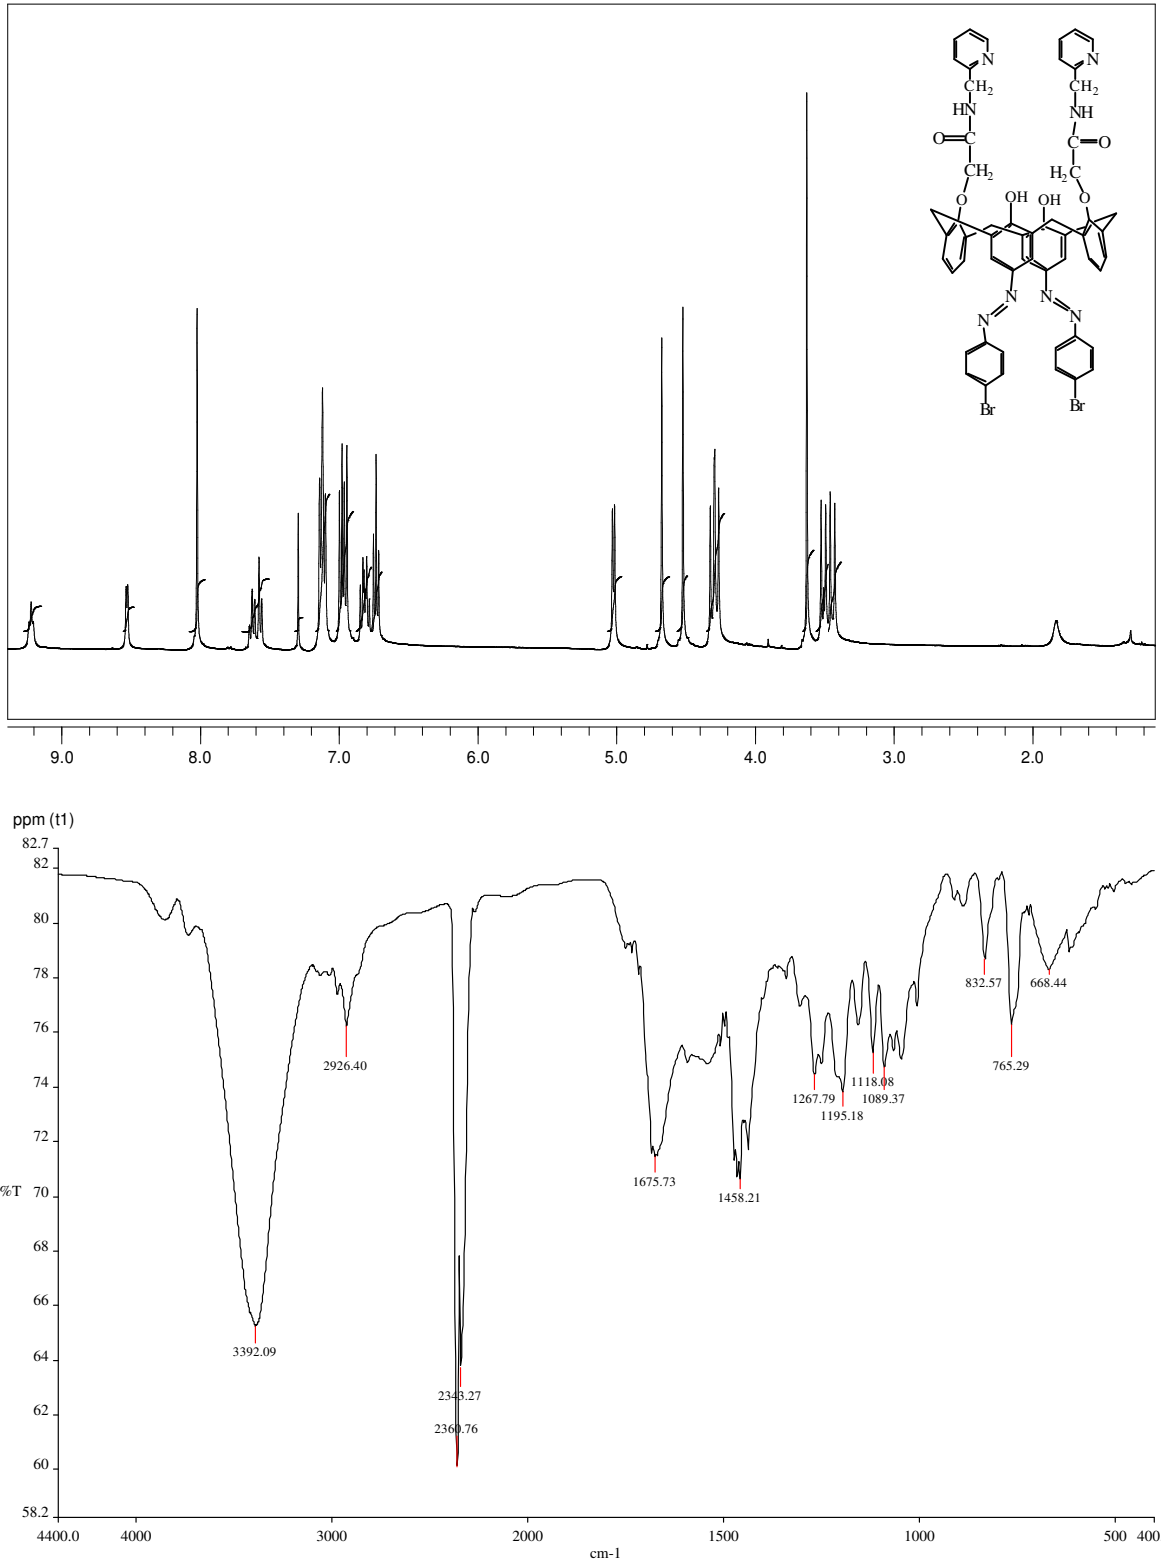 N N
CH2 CH2
HN NH
O C C O
CH2 H2C
O OH OH O
N N
N N
Br Br
9.0 8.0 7.0 6.0 5.0 4.0 3.0 2.0
ppm (t1)
82.7
82
80
78
832.57 668.44
76
2926.40 765.29
74
1118.08
1267.79 1089.37
1195.18
72
1675.73
%T 70
1458.21
68
66
3392.09
64
2343.27
62
2360.76
60
58.2
4400.0 4000 3000 2000 1500 1000 500 400
cm-1